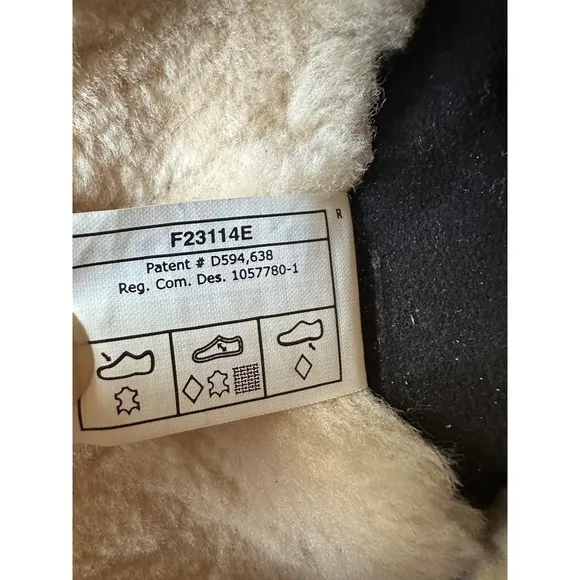 F23114E
R
Patent # D594,638
Reg. Com. Des. 1057780-1